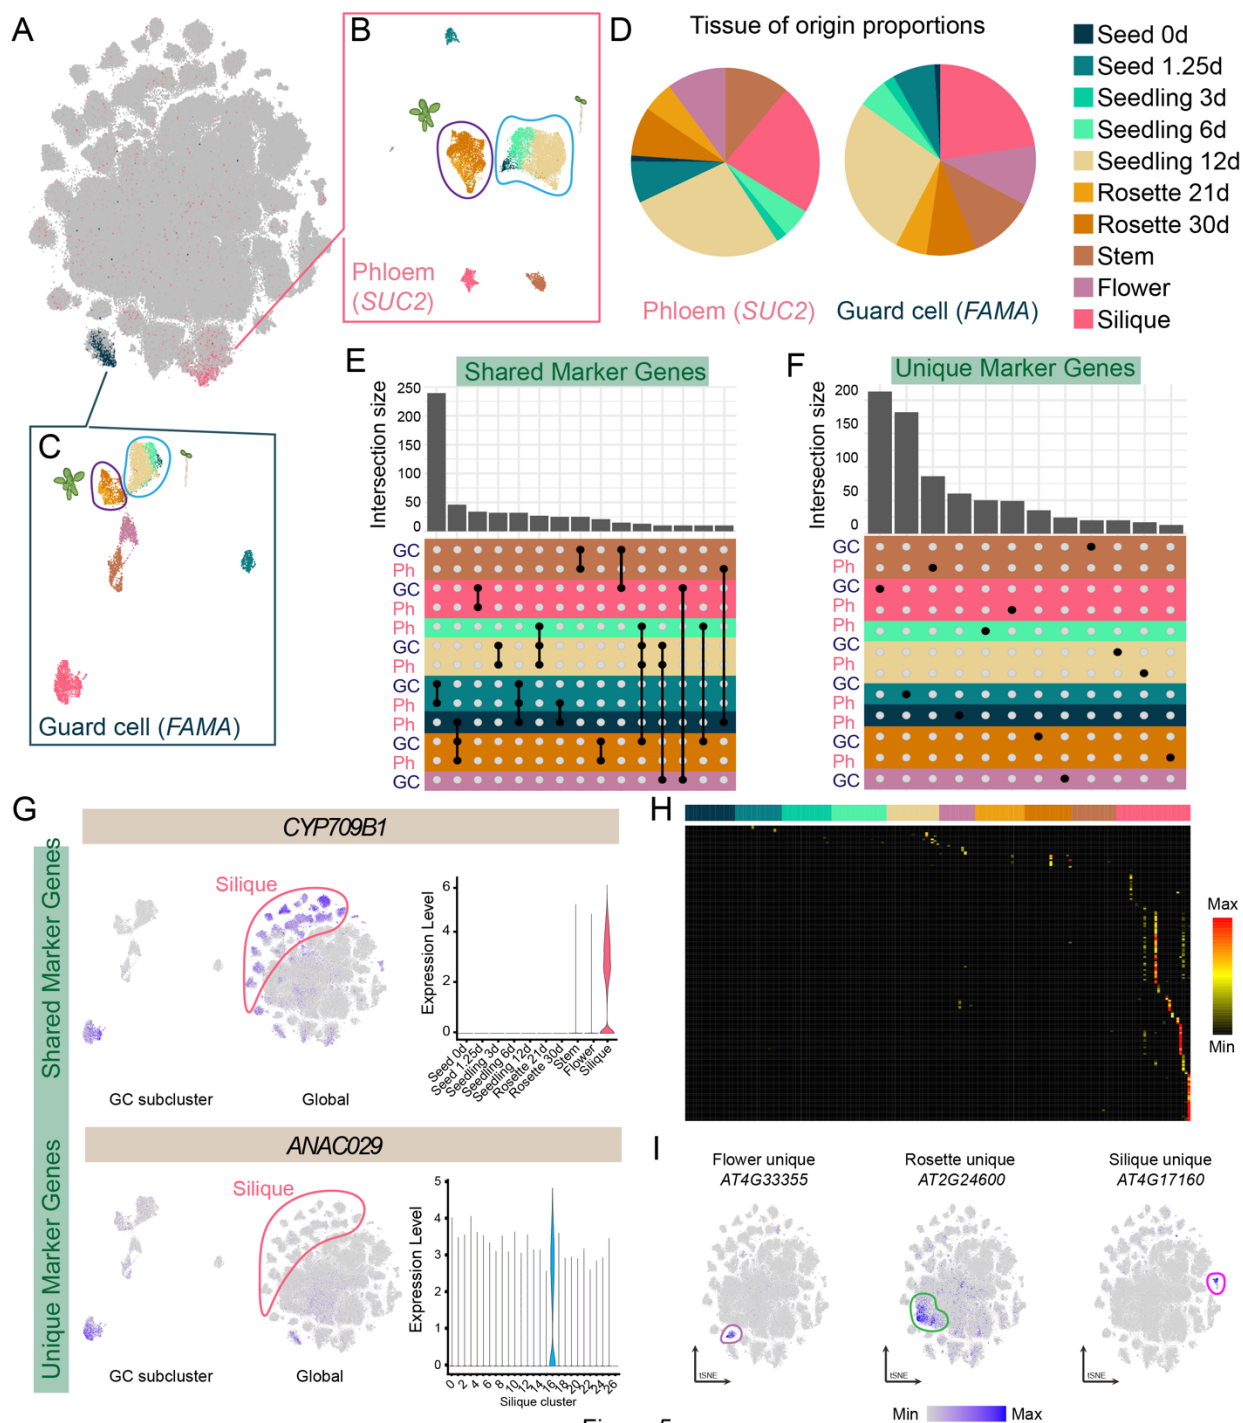 A
B
Phloem
(SUC2)
C
Guard cell (FAMA)
D
Tissue of origin proportions
Phloem (SUC2)
Guard cell (FAMA)
Seed 0d
Seed 1.25d
Seedling 3d
Seedling 6d
Seedling 12d
Rosette 21d
Rosette 30d
Stem
Flower
Silique
E
Shared Marker Genes
Intersection size
250
200
150
100
50
0
GC
Ph
GC
Ph
Ph
GC
Ph
GC
Ph
Ph
GC
Ph
GC
F
Unique Marker Genes
Intersection size
200
150
100
50
0
GC
Ph
GC
Ph
Ph
GC
Ph
GC
Ph
Ph
GC
Ph
GC
G
Shared Marker Genes
CYP709B1
Silique
GC subcluster
Global
Expression Level
6
4
2
0
Seed 0d
Seed 1.25d
Seedling 3d
Seedling 6d
Seedling 12d
Rosette 21d
Rosette 30d
Stem
Flower
Silique
Unique Marker Genes
ANAC029
Silique
GC subcluster
Global
Expression Level
5
4
3
2
1
0
0 2 4 6 8 10 12 14 16 18 20 22 24 26
Silique cluster
H
Max
Min
I
Flower unique
AT4G33355
Rosette unique
AT2G24600
Silique unique
AT4G17160
tSNE
tSNE
tSNE
Min
Max